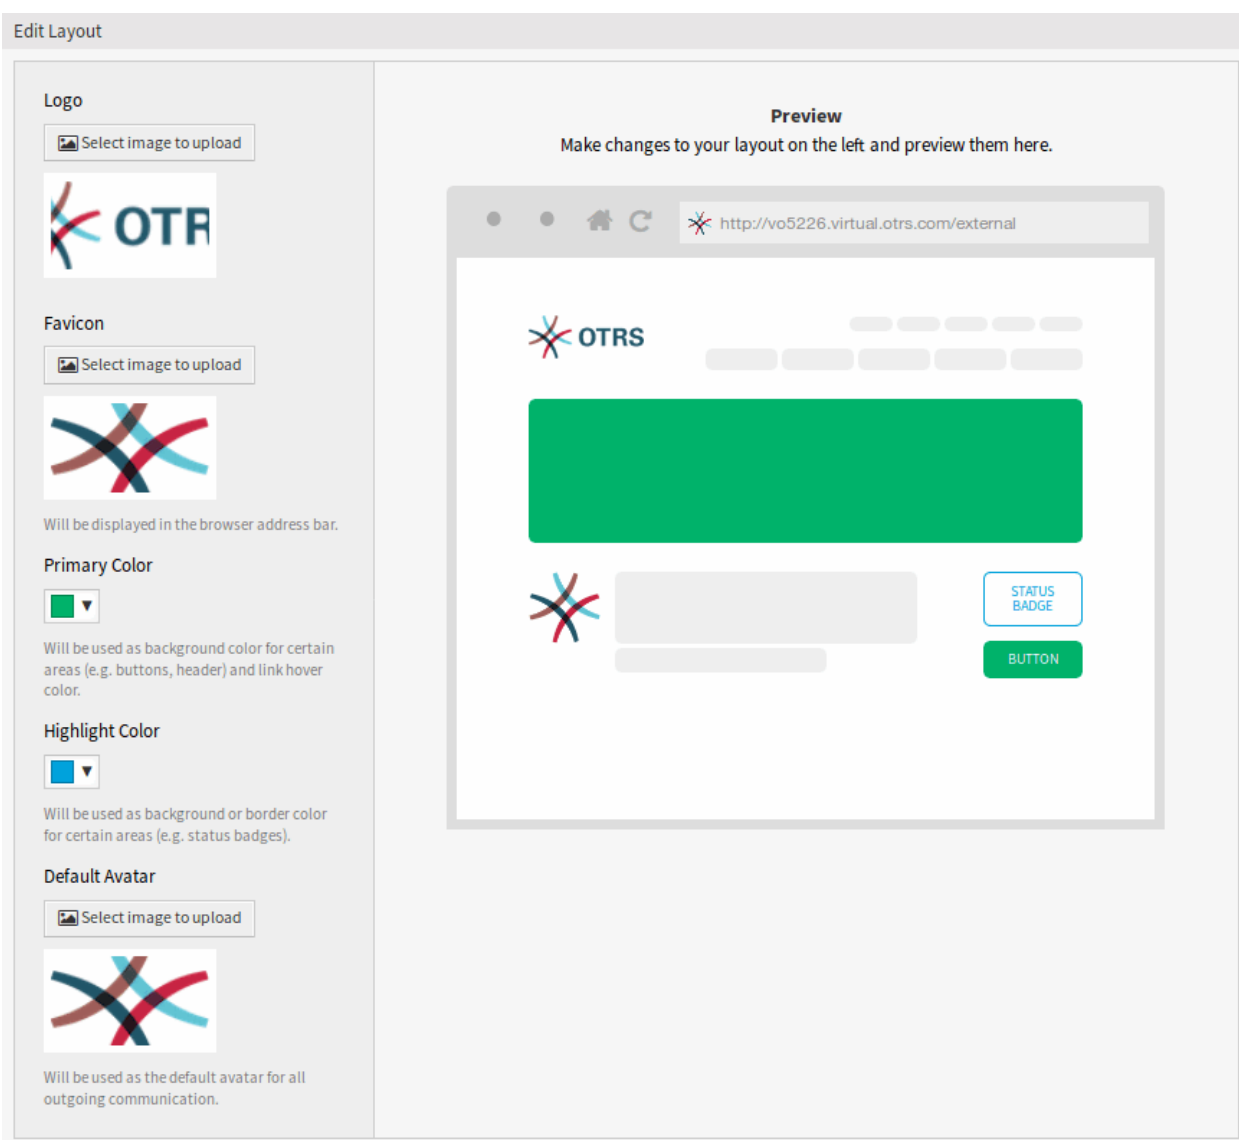 Edit Layout
Logo
Select image to upload
OTR
Favicon
Select image to upload
Will be displayed in the browser address bar.
Primary Color
Will be used as background color for certain
areas (e.g. buttons, header) and link hover
color.
Highlight Color
Will be used as background or border color
for certain areas (e.g. status badges).
Default Avatar
Select image to upload
Will be used as the default avatar for all
outgoing communication.
Preview
Make changes to your layout on the left and preview them here.
http://vo5226.virtual.otrs.com/external
OTRS
STATUS
BADGE
BUTTON